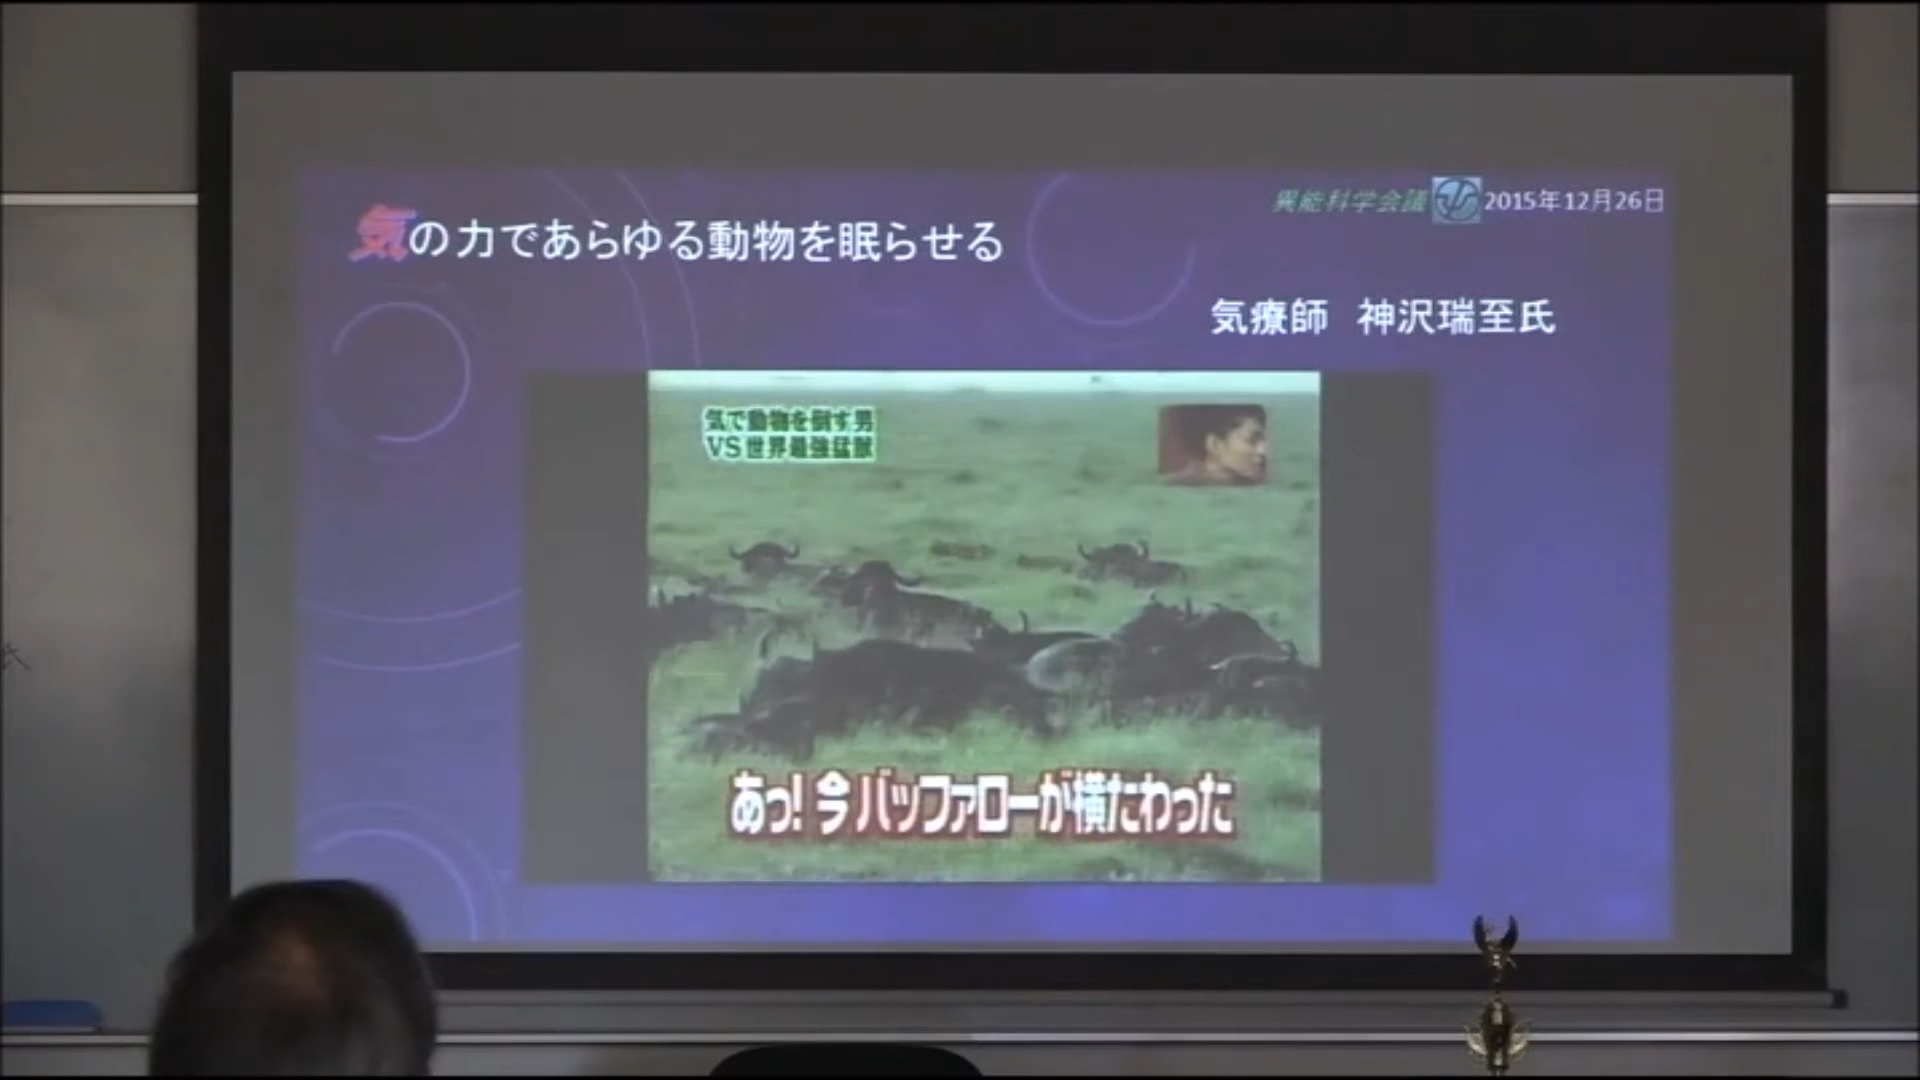 異能科学会議 2015年12月26日
気の力であらゆる動物を眠らせる
気療師 神沢瑞至氏
気で動物を倒す男
VS世界最強猛獣
あっ!今バッファローが横たわった
氏